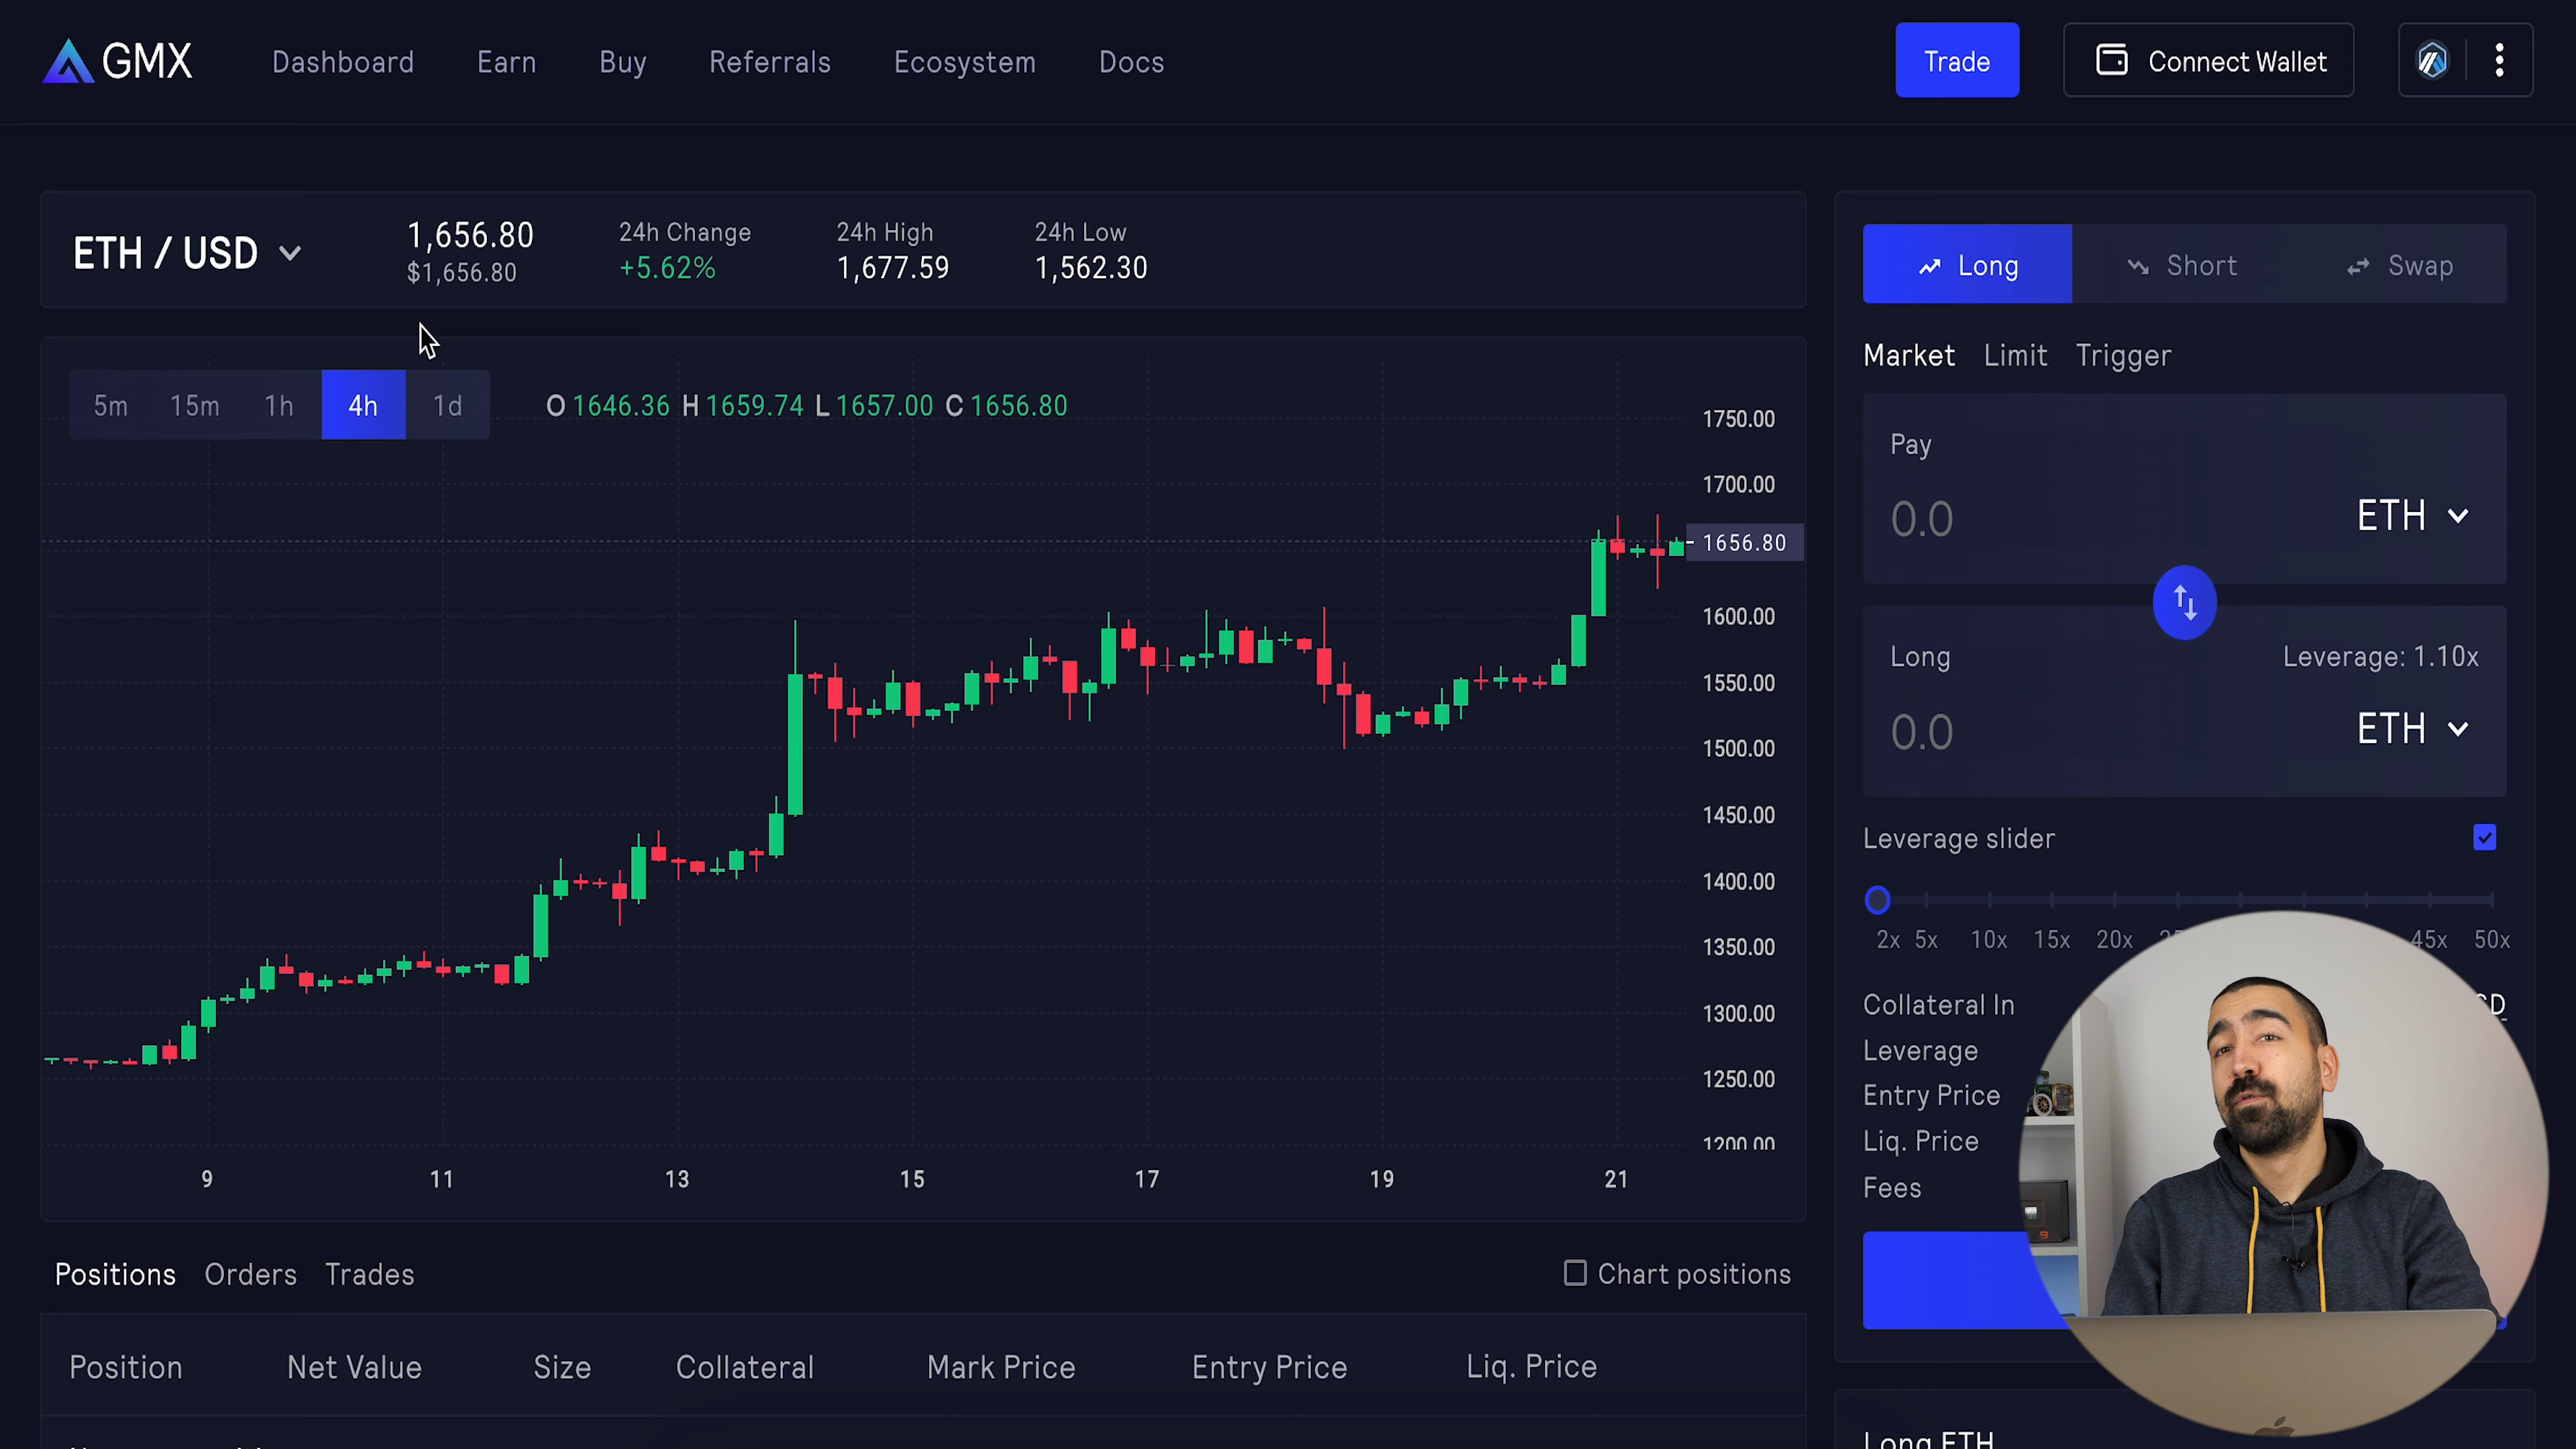 GMX
Dashboard
Earn
Buy
Referrals
Ecosystem
Docs
Trade
Connect Wallet
ETH / USD
1,656.80
$1,656.80
24h Change
+5.62%
24h High
1,677.59
24h Low
1,562.30
5m
15m
1h
4h
1d
O 1646.36 H 1659.74 L 1657.00 C 1656.80
1750.00
1700.00
1656.80
1600.00
1550.00
1500.00
1450.00
1400.00
1350.00
1300.00
1250.00
1200.00
9
11
13
15
17
19
21
Positions
Orders
Trades
Chart positions
Position
Net Value
Size
Collateral
Mark Price
Entry Price
Liq. Price
Long
Short
Swap
Market
Limit
Trigger
Pay
0.0
ETH
Long
Leverage: 1.10x
0.0
ETH
Leverage slider
2x
5x
10x
15x
20x
45x
50x
Collateral In
Leverage
Entry Price
Liq. Price
Fees
Long ETH